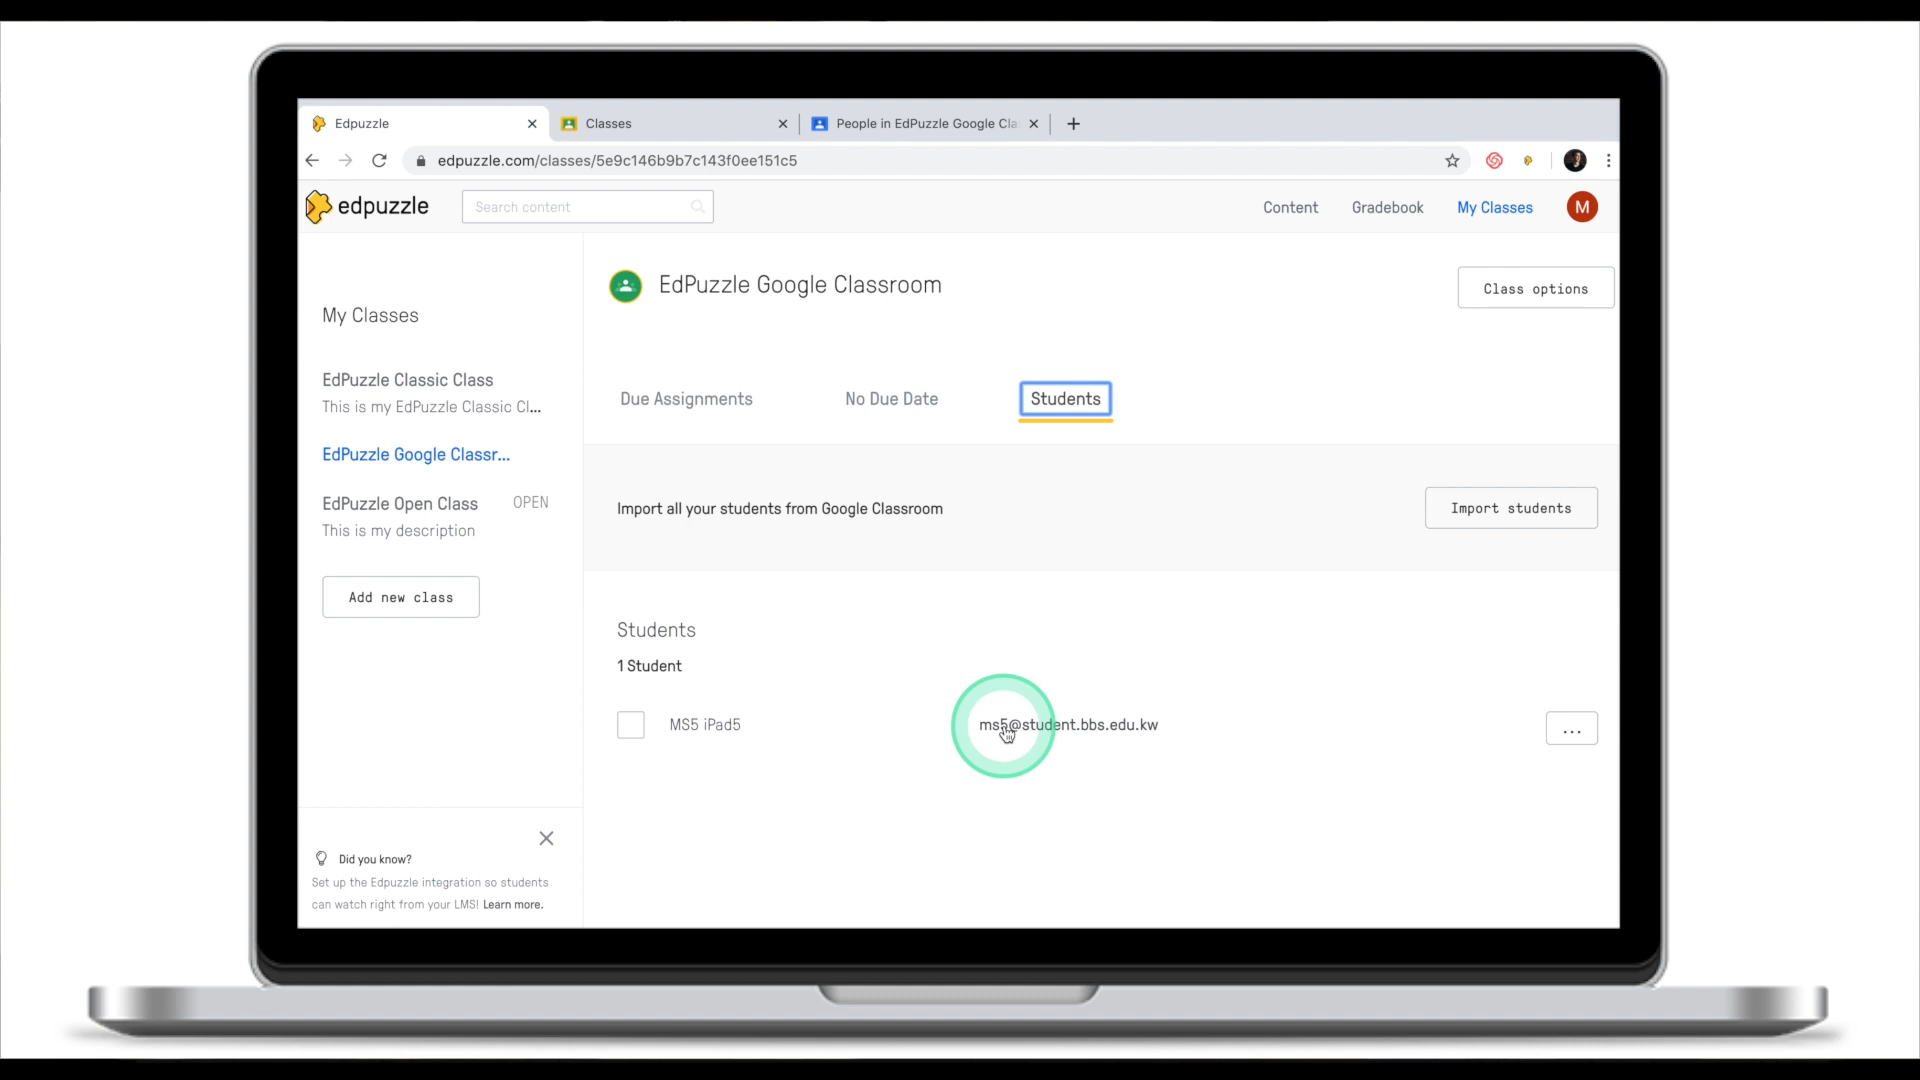 Edpuzzle
Classes
People in EdPuzzle Google Cla
edpuzzle.com/classes/5e9c146b9b7c143f0ee151c5
edpuzzle
Search content
Content
Gradebook
My Classes
M
EdPuzzle Google Classroom
Class options
My Classes
EdPuzzle Classic Class
This is my EdPuzzle Classic Cl...
EdPuzzle Google Classr...
EdPuzzle Open Class OPEN
This is my description
Add new class
Due Assignments
No Due Date
Students
Import all your students from Google Classroom
Import students
Students
1 Student
MS5 iPad5
ms5@student.bbs.edu.kw
...
Did you know?
Set up the Edpuzzle integration so students
can watch right from your LMS! Learn more.